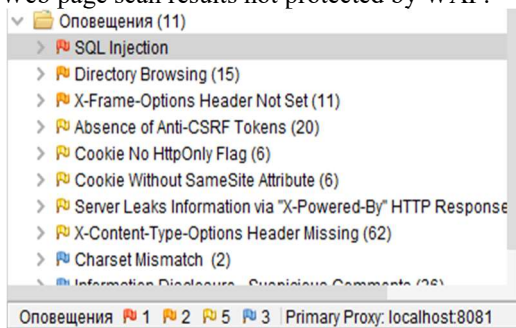 web page scan results not protected by WAF.
Оповещения (11)
SQL Injection
Directory Browsing (15)
X-Frame-Options Header Not Set (11)
Absence of Anti-CSRF Tokens (20)
Cookie No HttpOnly Flag (6)
Cookie Without SameSite Attribute (6)
Server Leaks Information via "X-Powered-By" HTTP Response
X-Content-Type-Options Header Missing (62)
Charset Mismatch (2)
Information Disclosure - Suspicious Comments (26)
Оповещения 1 2 5 3 Primary Proxy: localhost:8081